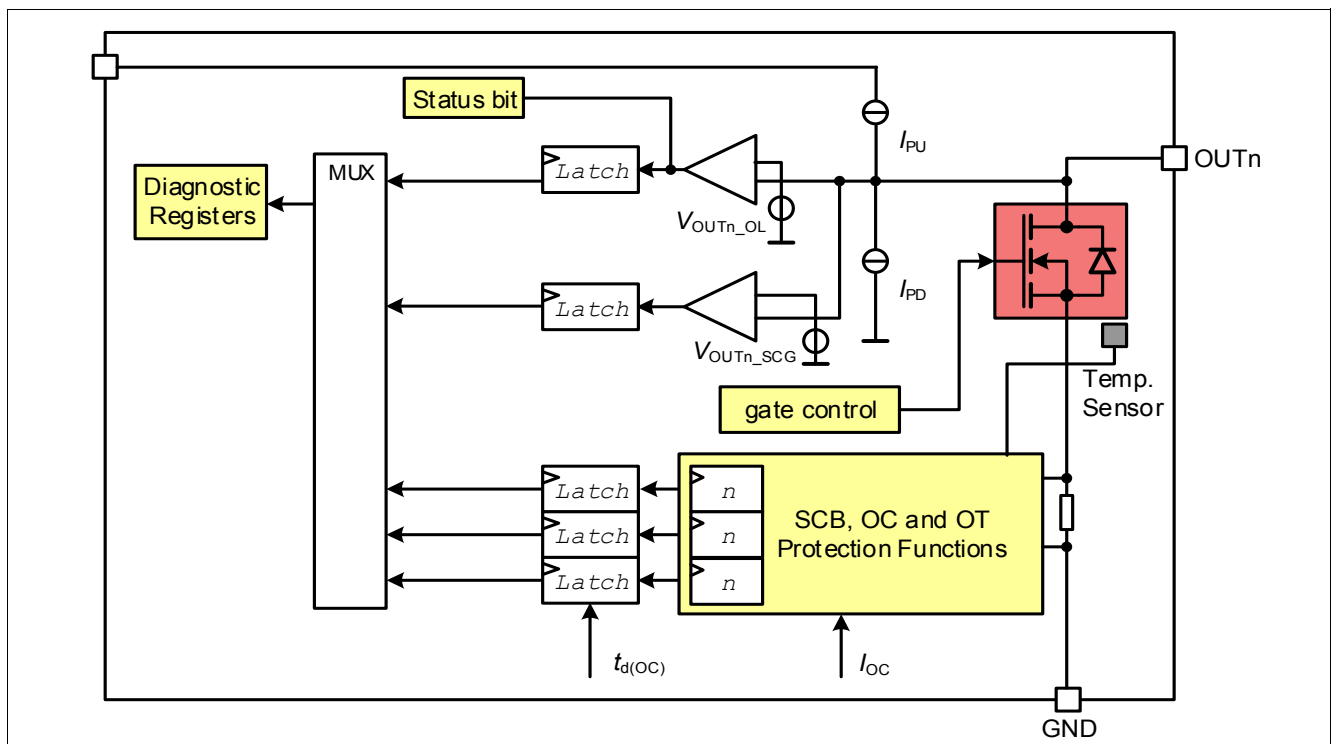 Status bit
I_PU
OUTn
MUX
Latch
Diagnostic
Registers
V_OUTn_OL
I_PD
Latch
V_OUTn_SCG
Temp.
Sensor
gate control
Latch
n
SCB, OC and OT
Protection Functions
Latch
n
Latch
n
t_d(OC)
I_OC
GND